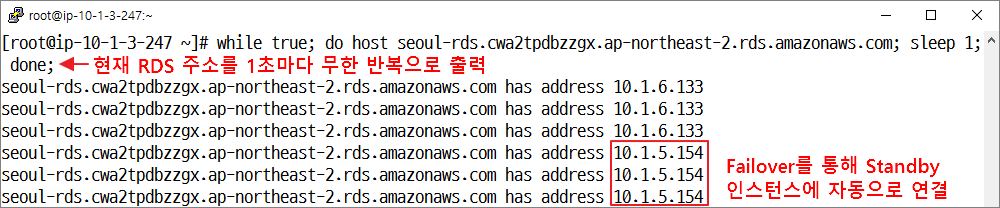 root@ip-10-1-3-247:~
[root@ip-10-1-3-247 ~]# while true; do host seoul-rds.cwa2tpdbzzgx.ap-northeast-2.rds.amazonaws.com; sleep 1;
done; 현재 RDS 주소를 1초마다 무한 반복으로 출력
seoul-rds.cwa2tpdbzzgx.ap-northeast-2.rds.amazonaws.com has address 10.1.6.133
seoul-rds.cwa2tpdbzzgx.ap-northeast-2.rds.amazonaws.com has address 10.1.6.133
seoul-rds.cwa2tpdbzzgx.ap-northeast-2.rds.amazonaws.com has address 10.1.6.133
seoul-rds.cwa2tpdbzzgx.ap-northeast-2.rds.amazonaws.com has address 10.1.5.154
seoul-rds.cwa2tpdbzzgx.ap-northeast-2.rds.amazonaws.com has address 10.1.5.154
seoul-rds.cwa2tpdbzzgx.ap-northeast-2.rds.amazonaws.com has address 10.1.5.154
Failover를 통해 Standby
인스턴스에 자동으로 연결